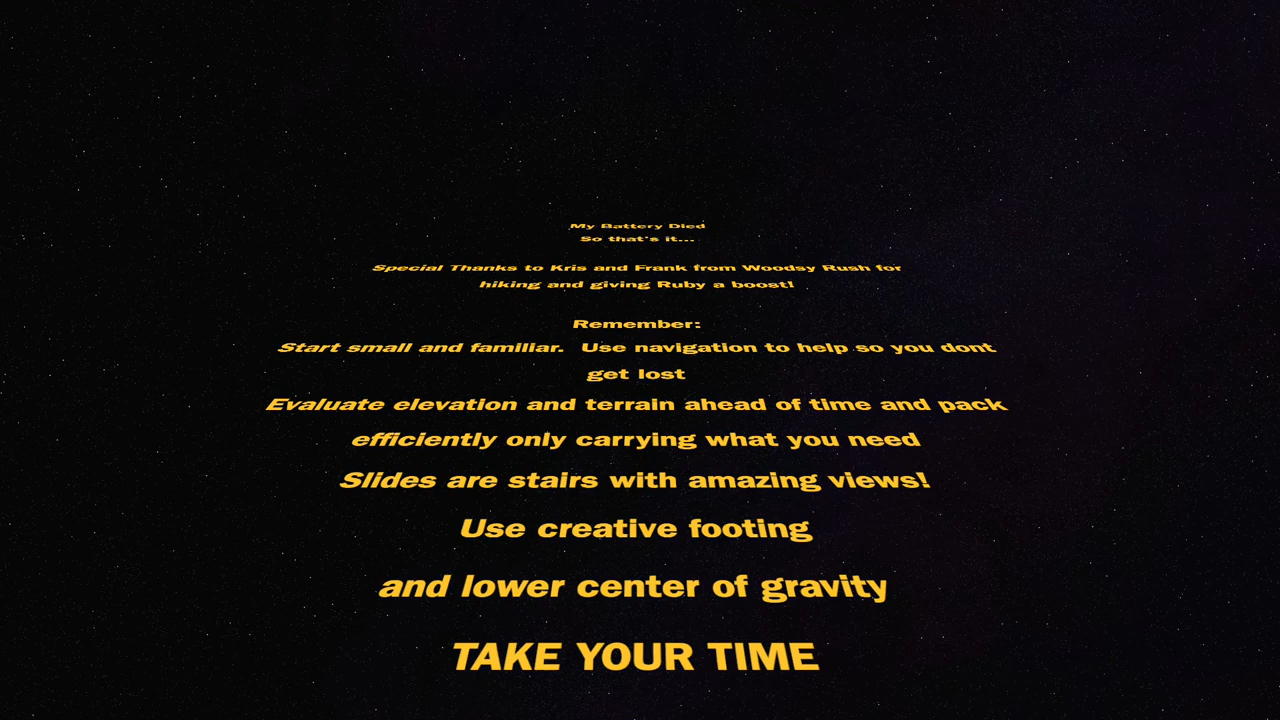 My Battery Died
So that's it...
Special Thanks to Kris and Frank from Woodsy Rush for
hiking and giving Ruby a boost!
Remember:
Start small and familiar.  Use navigation to help so you dont
get lost
Evaluate elevation and terrain ahead of time and pack
efficiently only carrying what you need
Slides are stairs with amazing views!
Use creative footing
and lower center of gravity
TAKE YOUR TIME